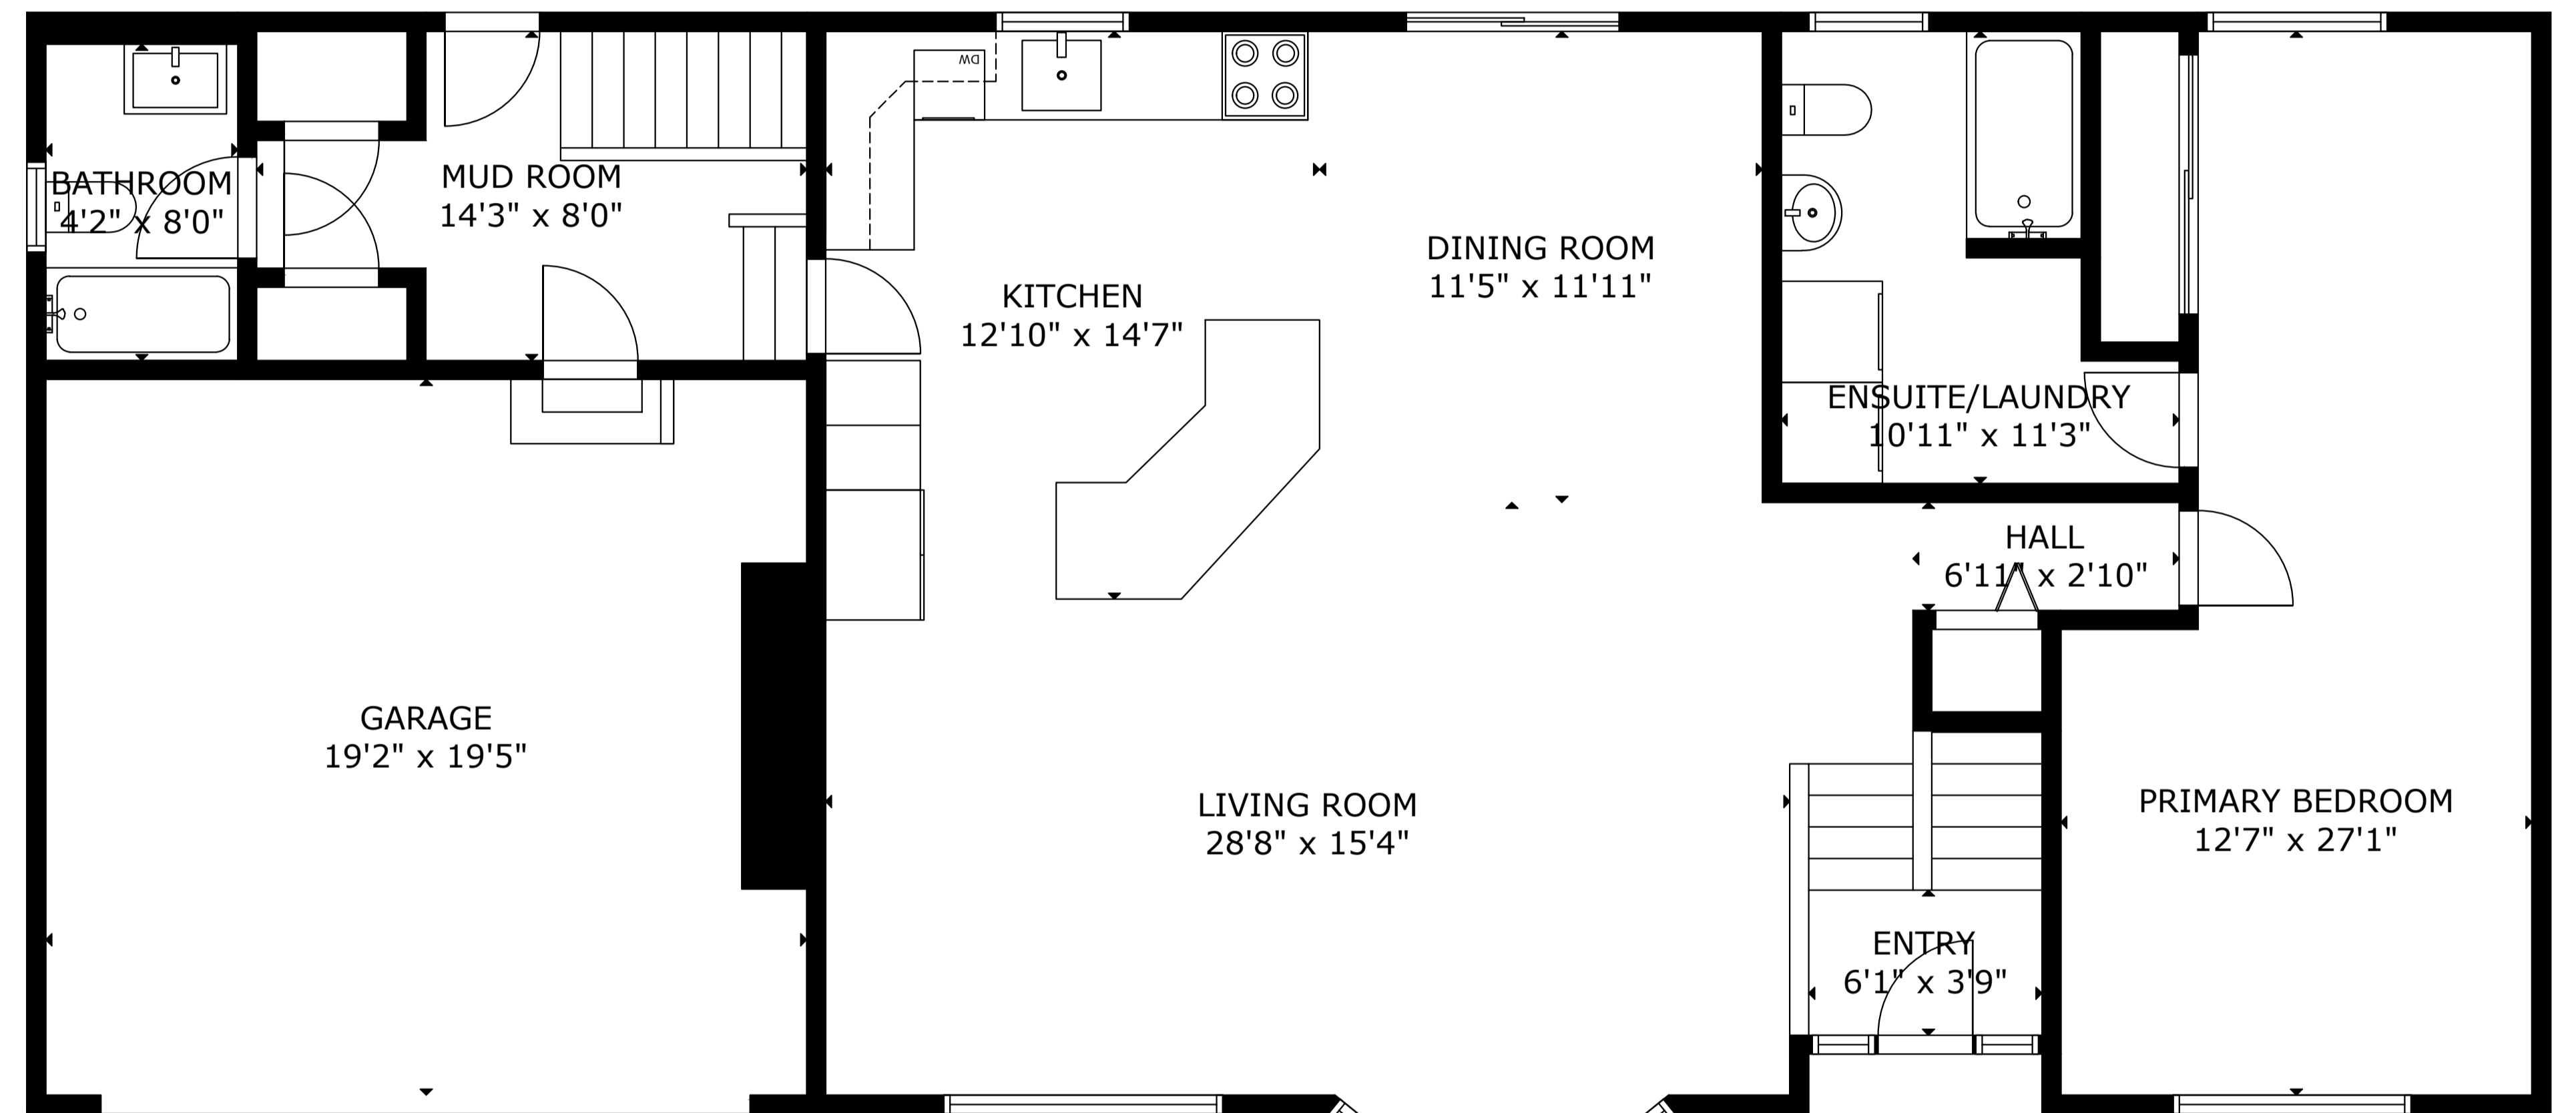 DW
BATHROOM
4'2" x 8'0"
MUD ROOM
14'3" x 8'0"
KITCHEN
12'10" x 14'7"
DINING ROOM
11'5" x 11'11"
ENSUITE/LAUNDRY
10'11" x 11'3"
HALL
6'11" x 2'10"
GARAGE
19'2" x 19'5"
LIVING ROOM
28'8" x 15'4"
PRIMARY BEDROOM
12'7" x 27'1"
ENTRY
6'1" x 3'9"